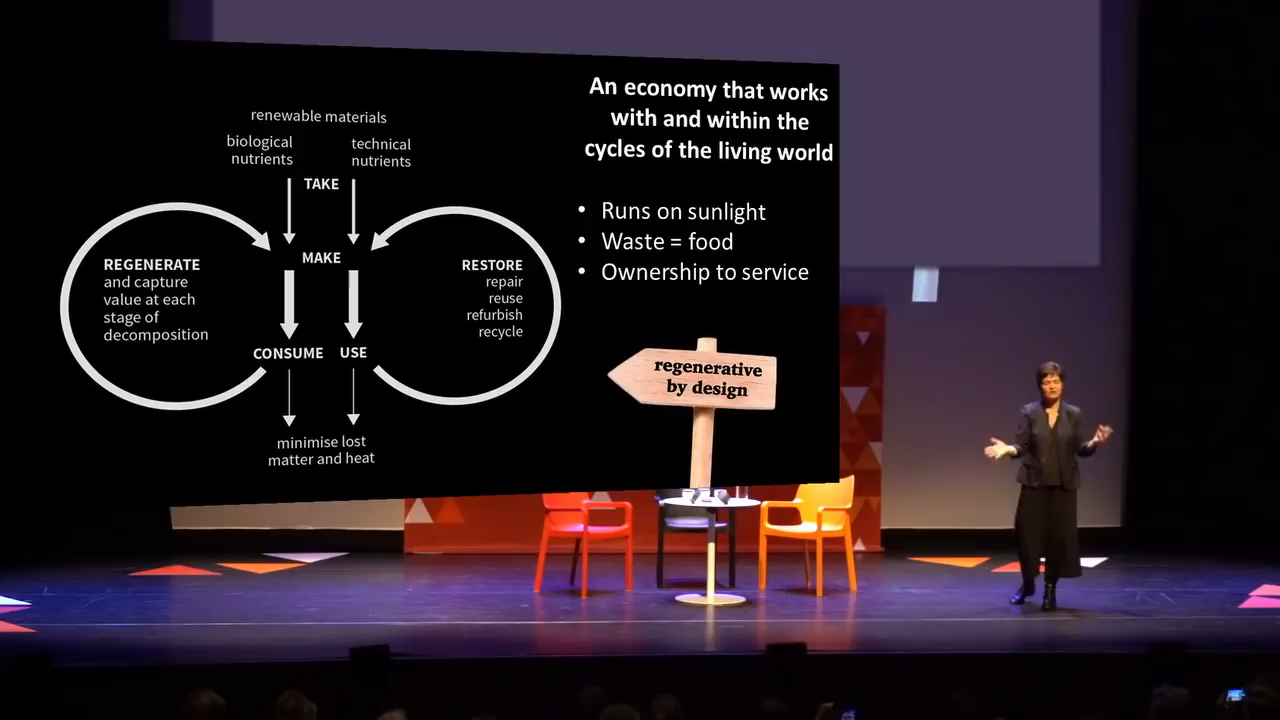 renewable materials
biological
nutrients
technical
nutrients
TAKE
MAKE
REGENERATE
and capture
value at each
stage of
decomposition
RESTORE
repair
reuse
refurbish
recycle
CONSUME
USE
minimise lost
matter and heat
An economy that works
with and within the
cycles of the living world
• Runs on sunlight
• Waste = food
• Ownership to service
regenerative
by design